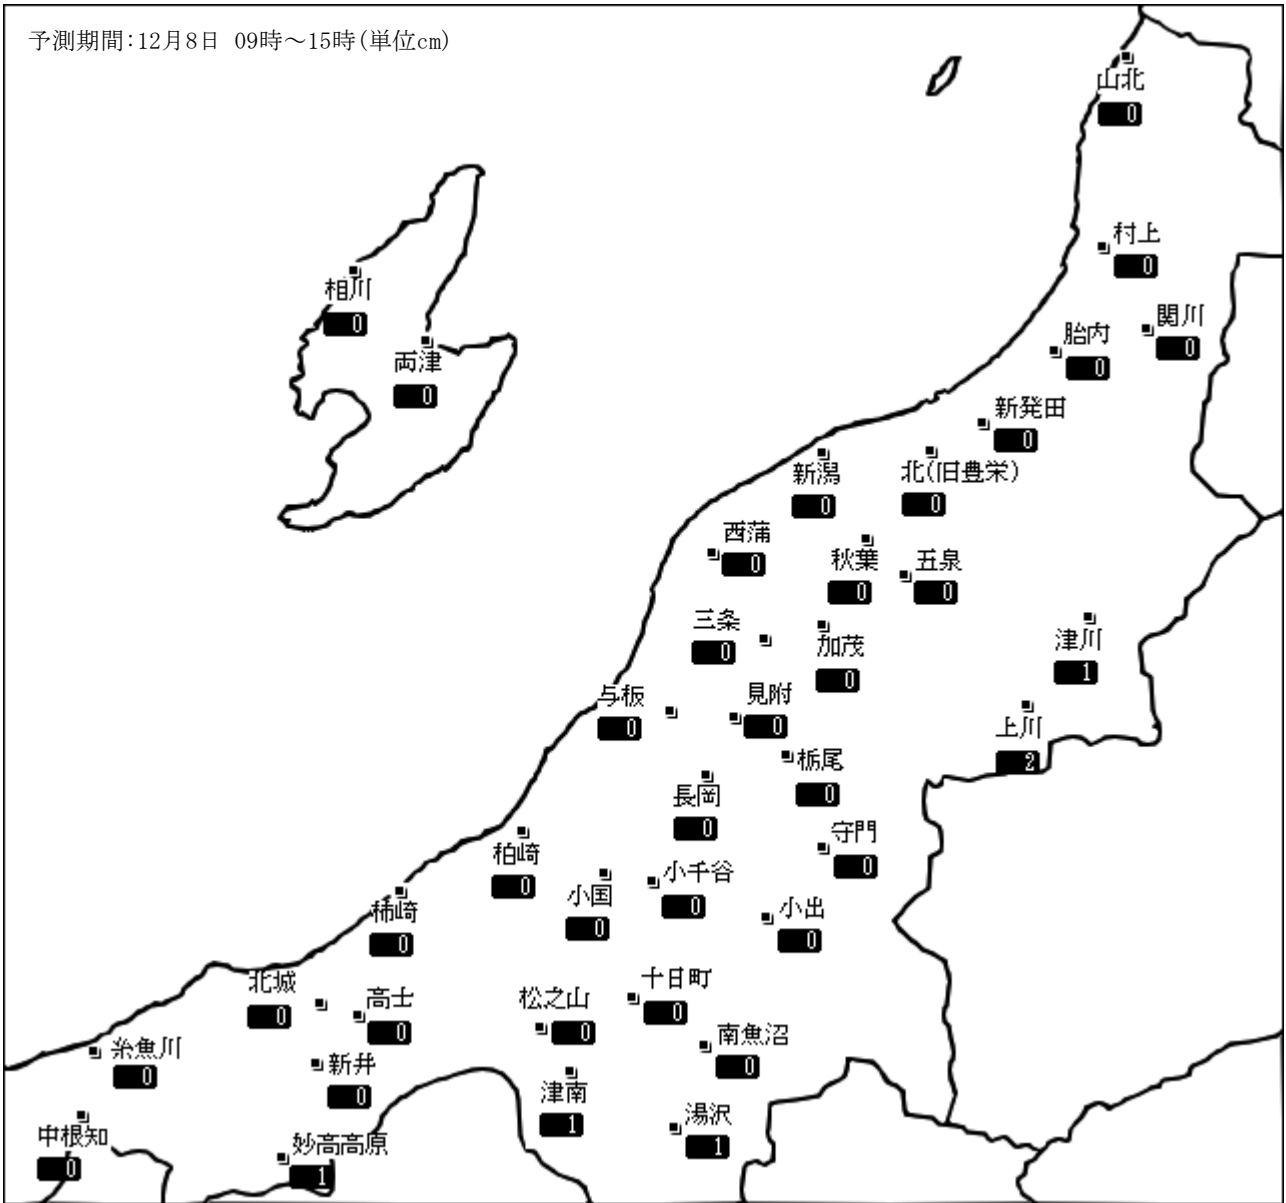 予測期間:12月8日 09時～15時(単位cm)
山北
0
村上
0
相川
0
関川
0
胎内
0
両津
0
新発田
0
新潟
0
北(旧豊栄)
0
西蒲
0
秋葉
0
五泉
0
三条
0
加茂
0
津川
1
与板
0
見附
0
上川
2
栃尾
0
長岡
0
守門
0
柏崎
0
小千谷
0
小国
0
小出
0
柿崎
0
北城
0
高士
0
松之山
0
十日町
0
南魚沼
0
糸魚川
0
新井
0
津南
1
湯沢
1
中根知
0
妙高高原
1